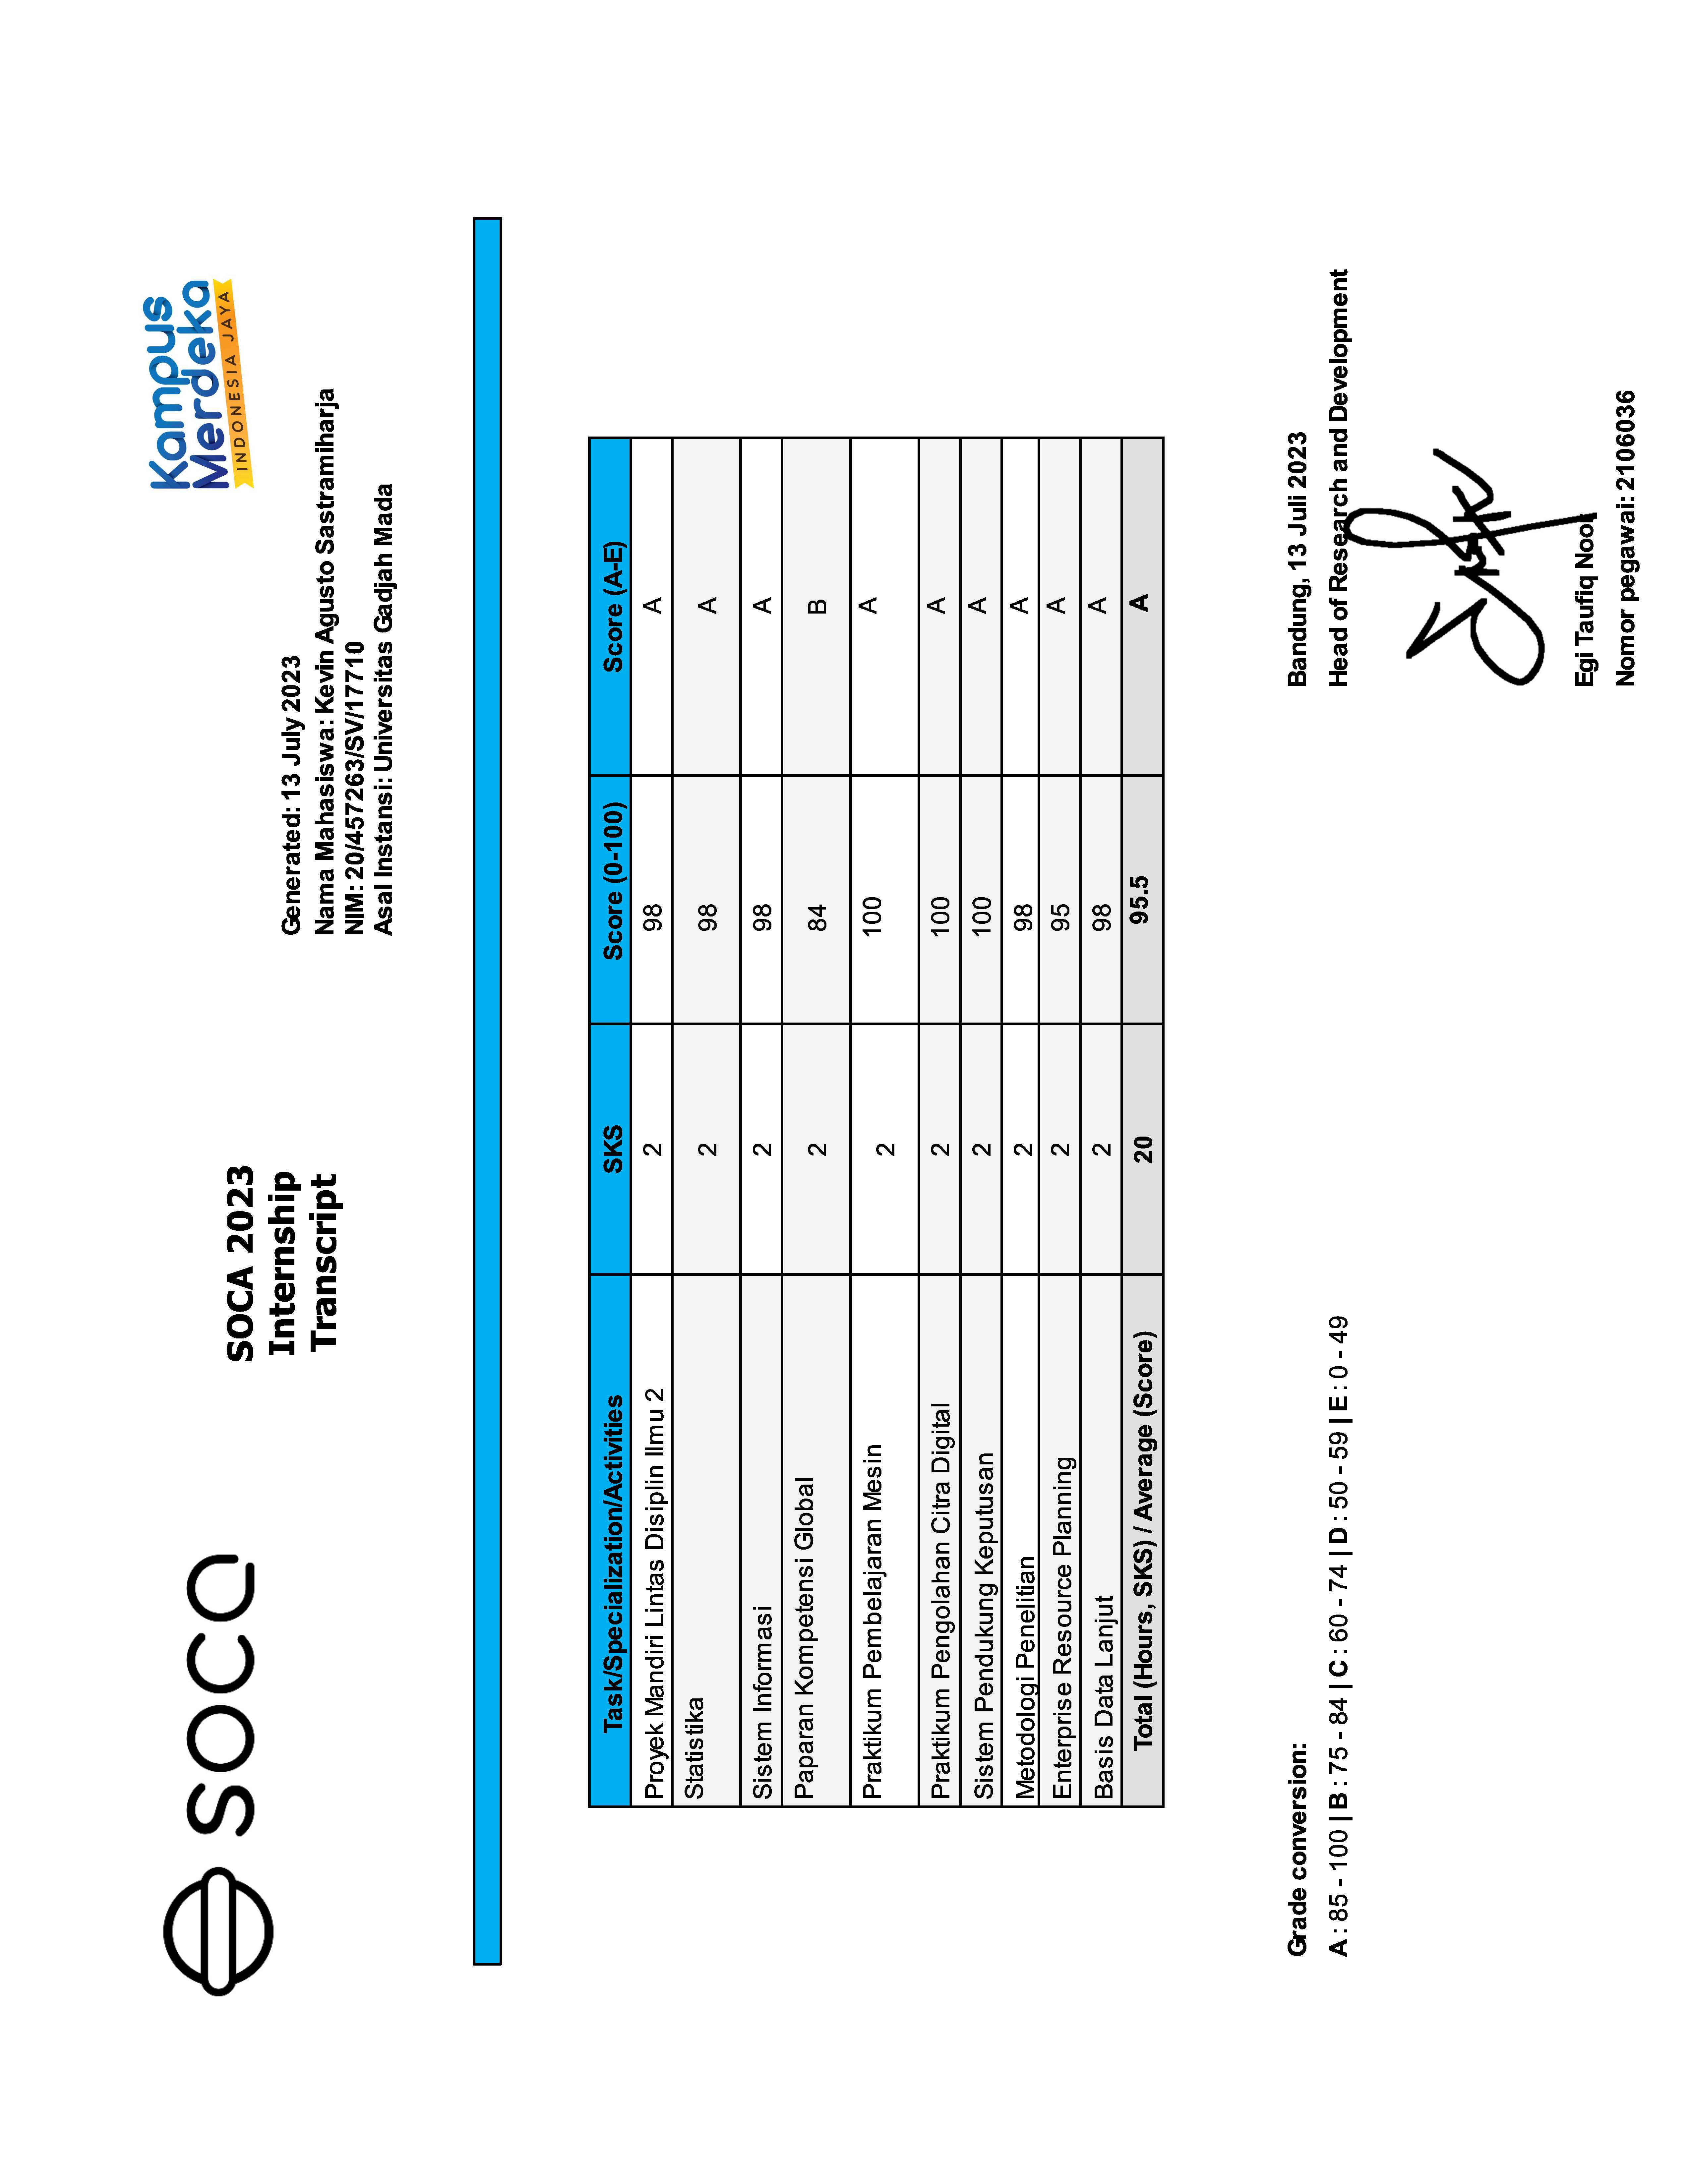 soca
Kampus
Merdeka
INDONESIA JAYA
SOCA 2023
Internship
Transcript
Generated: 13 July 2023
Nama Mahasiswa: Kevin Agusto Sastramiharja
NIM: 20/457263/SV/17710
Asal Instansi: Universitas Gadjah Mada
Task/Specialization/Activities SKS Score (0-100) Score (A-E)
Proyek Mandiri Lintas Disiplin Ilmu 2 2 98 A
Statistika 2 98 A
Sistem Informasi 2 98 A
Paparan Kompetensi Global 2 84 B
Praktikum Pembelajaran Mesin 2 100 A
Praktikum Pengolahan Citra Digital 2 100 A
Sistem Pendukung Keputusan 2 100 A
Metodologi Penelitian 2 98 A
Enterprise Resource Planning 2 95 A
Basis Data Lanjut 2 98 A
Total (Hours, SKS) / Average (Score) 20 95.5 A
Grade conversion:
A : 85 - 100 | B : 75 - 84 | C : 60 - 74 | D : 50 - 59 | E : 0 - 49
Bandung, 13 Juli 2023
Head of Research and Development
Egi Taufiq Noor
Nomor pegawai: 2106036